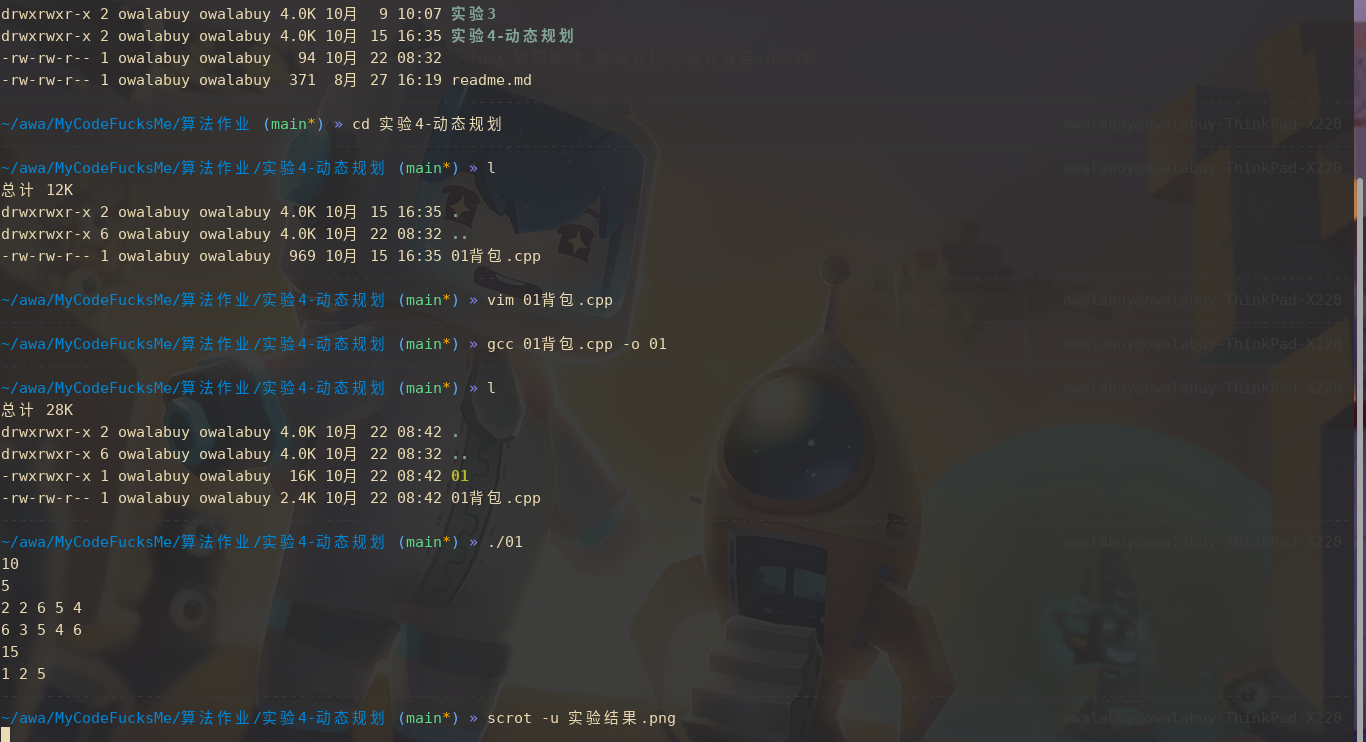 drwxrwxr-x 2 owalabuy owalabuy 4.0K 10月  9 10:07 实验3
drwxrwxr-x 2 owalabuy owalabuy 4.0K 10月 15 16:35 实验4-动态规划
-rw-rw-r-- 1 owalabuy owalabuy   94 10月 22 08:32
-rw-rw-r-- 1 owalabuy owalabuy  371  8月 27 16:19 readme.md
~/awa/MyCodeFucksMe/算法作业 (main*) » cd 实验4-动态规划 owalabuy@owalabuy-ThinkPad-X220
~/awa/MyCodeFucksMe/算法作业/实验4-动态规划 (main*) » l owalabuy@owalabuy-ThinkPad-X220
总计 12K
drwxrwxr-x 2 owalabuy owalabuy 4.0K 10月 15 16:35 .
drwxrwxr-x 6 owalabuy owalabuy 4.0K 10月 22 08:32 ..
-rw-rw-r-- 1 owalabuy owalabuy  969 10月 15 16:35 01背包.cpp
~/awa/MyCodeFucksMe/算法作业/实验4-动态规划 (main*) » vim 01背包.cpp owalabuy@owalabuy-ThinkPad-X220
~/awa/MyCodeFucksMe/算法作业/实验4-动态规划 (main*) » gcc 01背包.cpp -o 01 owalabuy@owalabuy-ThinkPad-X220
~/awa/MyCodeFucksMe/算法作业/实验4-动态规划 (main*) » l owalabuy@owalabuy-ThinkPad-X220
总计 28K
drwxrwxr-x 2 owalabuy owalabuy 4.0K 10月 22 08:42 .
drwxrwxr-x 6 owalabuy owalabuy 4.0K 10月 22 08:32 ..
-rwxrwxr-x 1 owalabuy owalabuy  16K 10月 22 08:42 01
-rw-rw-r-- 1 owalabuy owalabuy 2.4K 10月 22 08:42 01背包.cpp
~/awa/MyCodeFucksMe/算法作业/实验4-动态规划 (main*) » ./01 owalabuy@owalabuy-ThinkPad-X220
10
5
2 2 6 5 4
6 3 5 4 6
15
1 2 5
~/awa/MyCodeFucksMe/算法作业/实验4-动态规划 (main*) » scrot -u 实验结果.png owalabuy@owalabuy-ThinkPad-X220